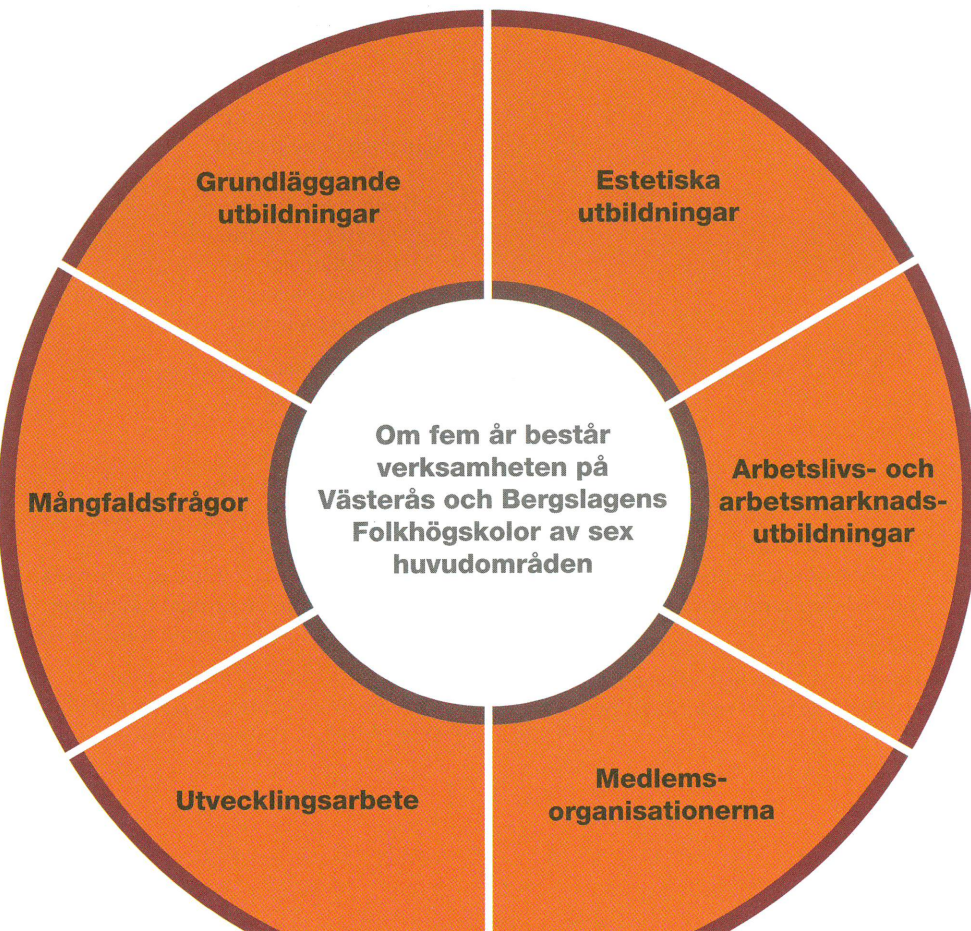 Grundläggande
utbildningar
Estetiska
utbildningar
Mångfaldsfrågor
Om fem år består
verksamheten på
Västerås och Bergslagens
Folkhögskolor av sex
huvudområden
Arbetslivs- och
arbetsmarknads-
utbildningar
Utvecklingsarbete
Medlems-
organisationerna